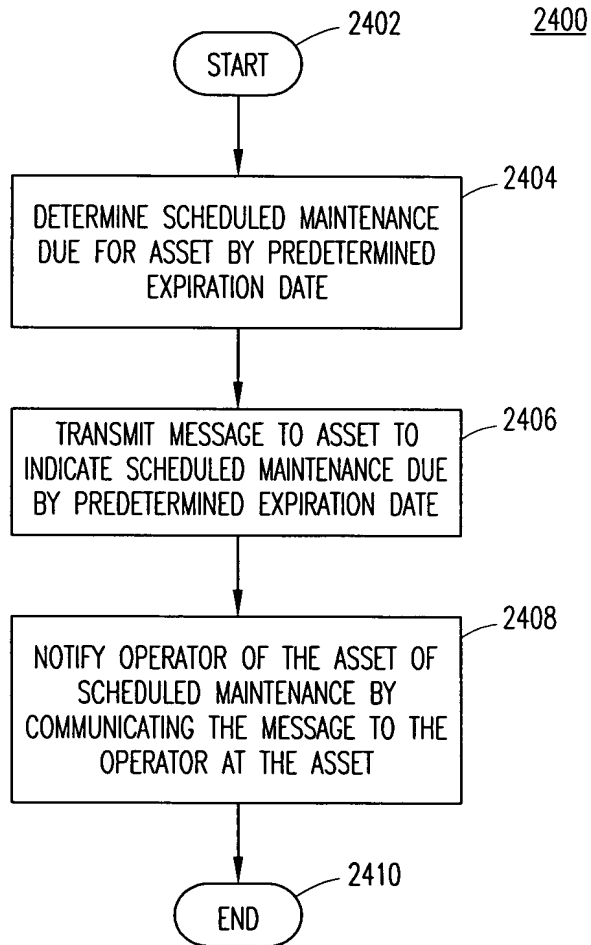 2402
2400
START
2404
DETERMINE SCHEDULED MAINTENANCE
DUE FOR ASSET BY PREDETERMINED
EXPIRATION DATE
2406
TRANSMIT MESSAGE TO ASSET TO
INDICATE SCHEDULED MAINTENANCE DUE
BY PREDETERMINED EXPIRATION DATE
2408
NOTIFY OPERATOR OF THE ASSET OF
SCHEDULED MAINTENANCE BY
COMMUNICATING THE MESSAGE TO THE
OPERATOR AT THE ASSET
2410
END